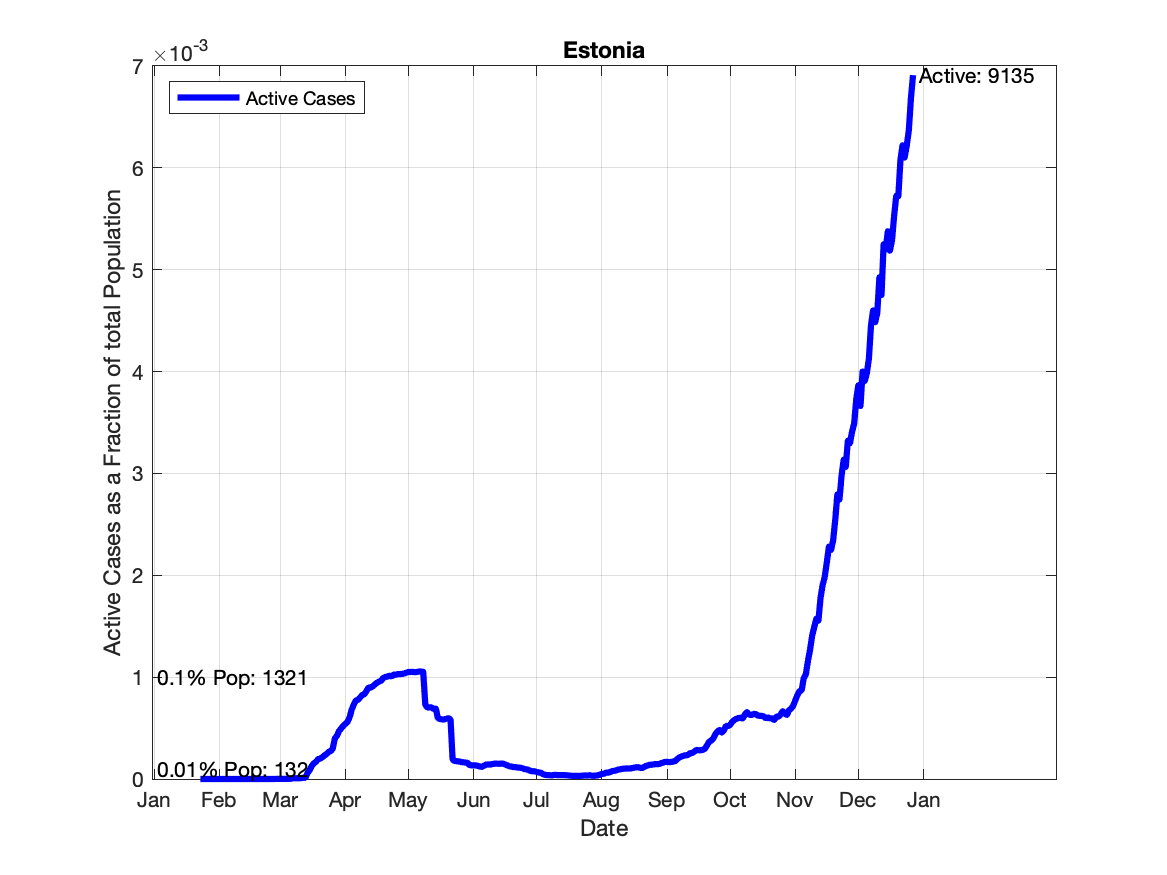 Estonia
×10-3
7
Active: 9135
Active Cases
6
5
4
3
2
1
0.1% Pop: 1321
0.01% Pop: 132
0
Jan Feb Mar Apr May Jun Jul Aug Sep Oct Nov Dec Jan
Date
Active Cases as a Fraction of total Population